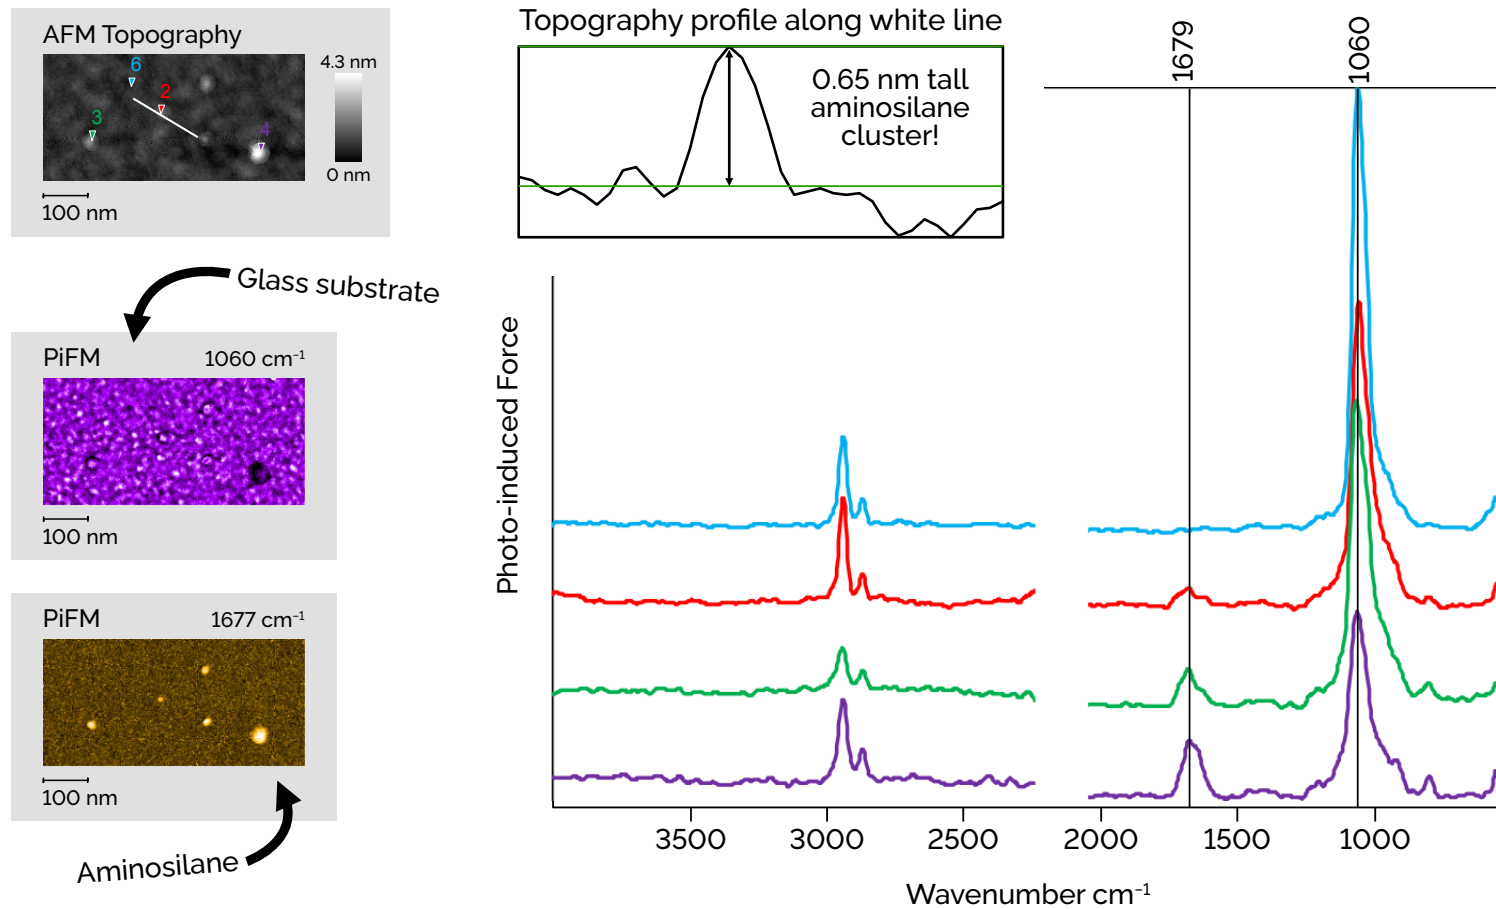 AFM Topography
6
2
3
4
4.3 nm
0 nm
100 nm
Topography profile along white line
0.65 nm tall
aminosilane
cluster!
1679
1060
Glass substrate
PiFM
1060 cm⁻¹
100 nm
PiFM
1677 cm⁻¹
100 nm
Aminosilane
Photo-induced Force
3500
3000
2500
2000
1500
1000
Wavenumber cm⁻¹